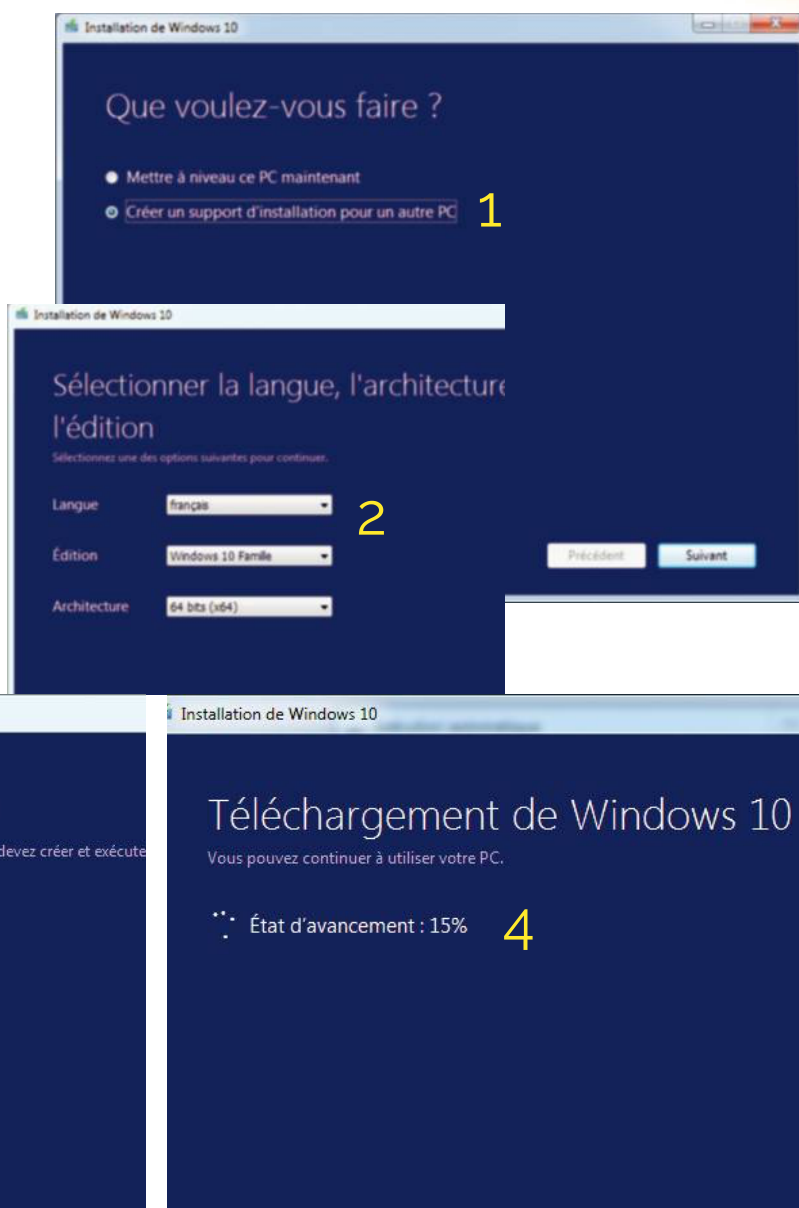 Installation de Windows 10
Que voulez-vous faire ?
Mettre à niveau ce PC maintenant
Créer un support d'installation pour un autre PC
1
Installation de Windows 10
Sélectionner la langue, l'architecture
l'édition
Sélectionnez une des options suivantes pour continuer.
Langue français
2
Édition Windows 10 Famille
Architecture 64 bits (x64)
Précédent Suivant
devez créer et exécute
Installation de Windows 10
Téléchargement de Windows 10
Vous pouvez continuer à utiliser votre PC.
État d'avancement : 15%
4